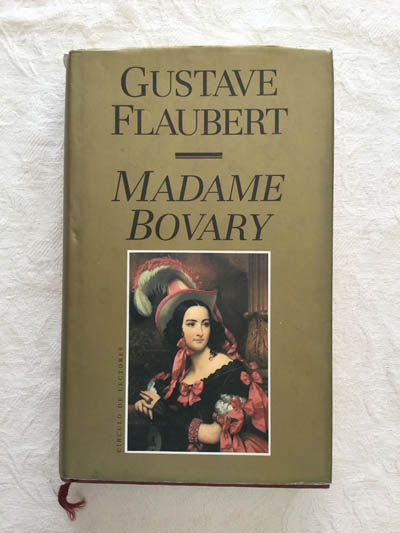 GUSTAVE
FLAUBERT
MADAME
BOVARY
CÍRCULO DE LECTORES